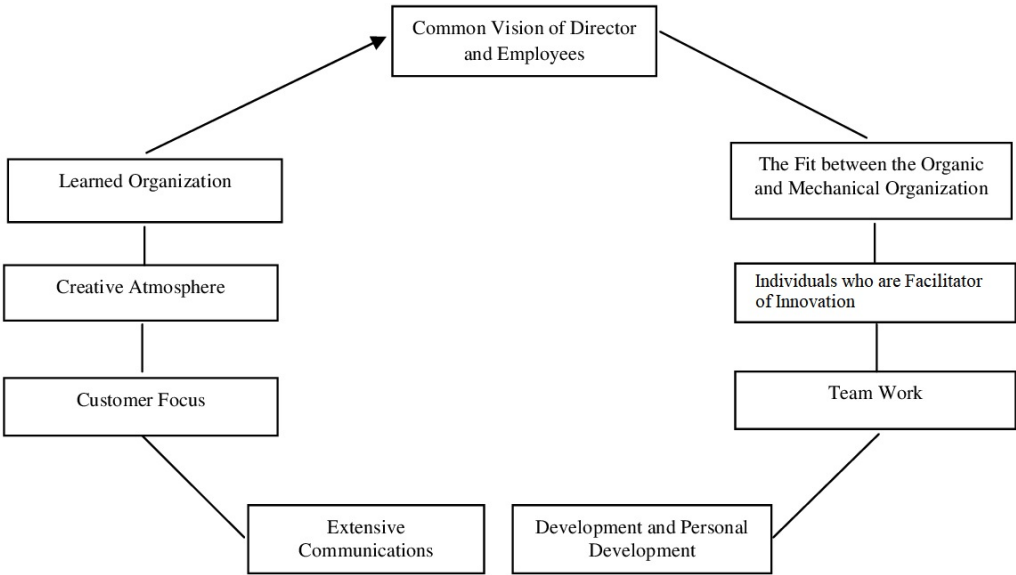 Common Vision of Director
and Employees
Learned Organization
The Fit between the Organic
and Mechanical Organization
Creative Atmosphere
Individuals who are Facilitator
of Innovation
Customer Focus
Team Work
Extensive
Communications
Development and Personal
Development